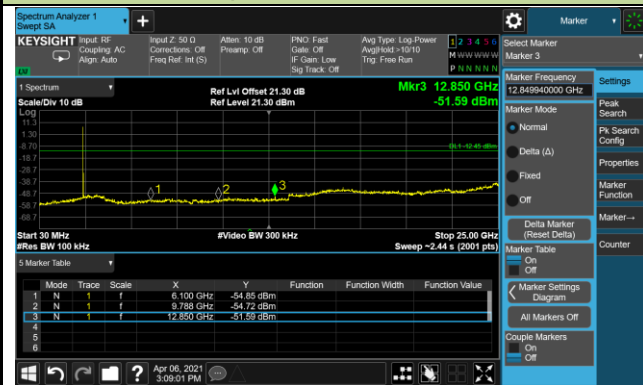 Spectrum Analyzer 1
Swept SA
Marker
KEYSIGHT
Input: RF
Coupling: AC
Align: Auto
Input Z: 50 Ω
Corrections: Off
Freq Ref: Int (S)
Atten: 10 dB
Preamp: Off
PNO: Fast
Gate: Off
IF Gain: Low
Sig Track: Off
Avg Type: Log-Power
Avg|Hold:>10/10
Trig: Free Run
1 2 3 4 5 6
M W W W W W
P N N N N N
Select Marker
Marker 3
LXI
1 Spectrum
Scale/Div 10 dB
Log
Ref Lvl Offset 21.30 dB
Ref Level 21.30 dBm
Mkr3 12.850 GHz
-51.59 dBm
11.3
1.30
-8.70
-18.7
-28.7
-38.7
-48.7
-58.7
-68.7
DL1 -12.45 dBm
1
2
3
Start 30 MHz
#Res BW 100 kHz
#Video BW 300 kHz
Stop 25.00 GHz
Sweep ~2.44 s (2001 pts)
5 Marker Table
Mode Trace Scale X Y Function Function Width Function Value
1 N 1 f 6.100 GHz -54.85 dBm
2 N 1 f 9.788 GHz -54.72 dBm
3 N 1 f 12.850 GHz -51.59 dBm
4
5
6
Marker Frequency
12.849940000 GHz
Marker Mode
Normal
Delta (Δ)
Fixed
Off
Delta Marker
(Reset Delta)
Marker Table
On
Off
Marker Settings
Diagram
All Markers Off
Couple Markers
On
Off
Settings
Peak
Search
Pk Search
Config
Properties
Marker
Function
Marker→
Counter
?
Apr 06, 2021
3:09:01 PM